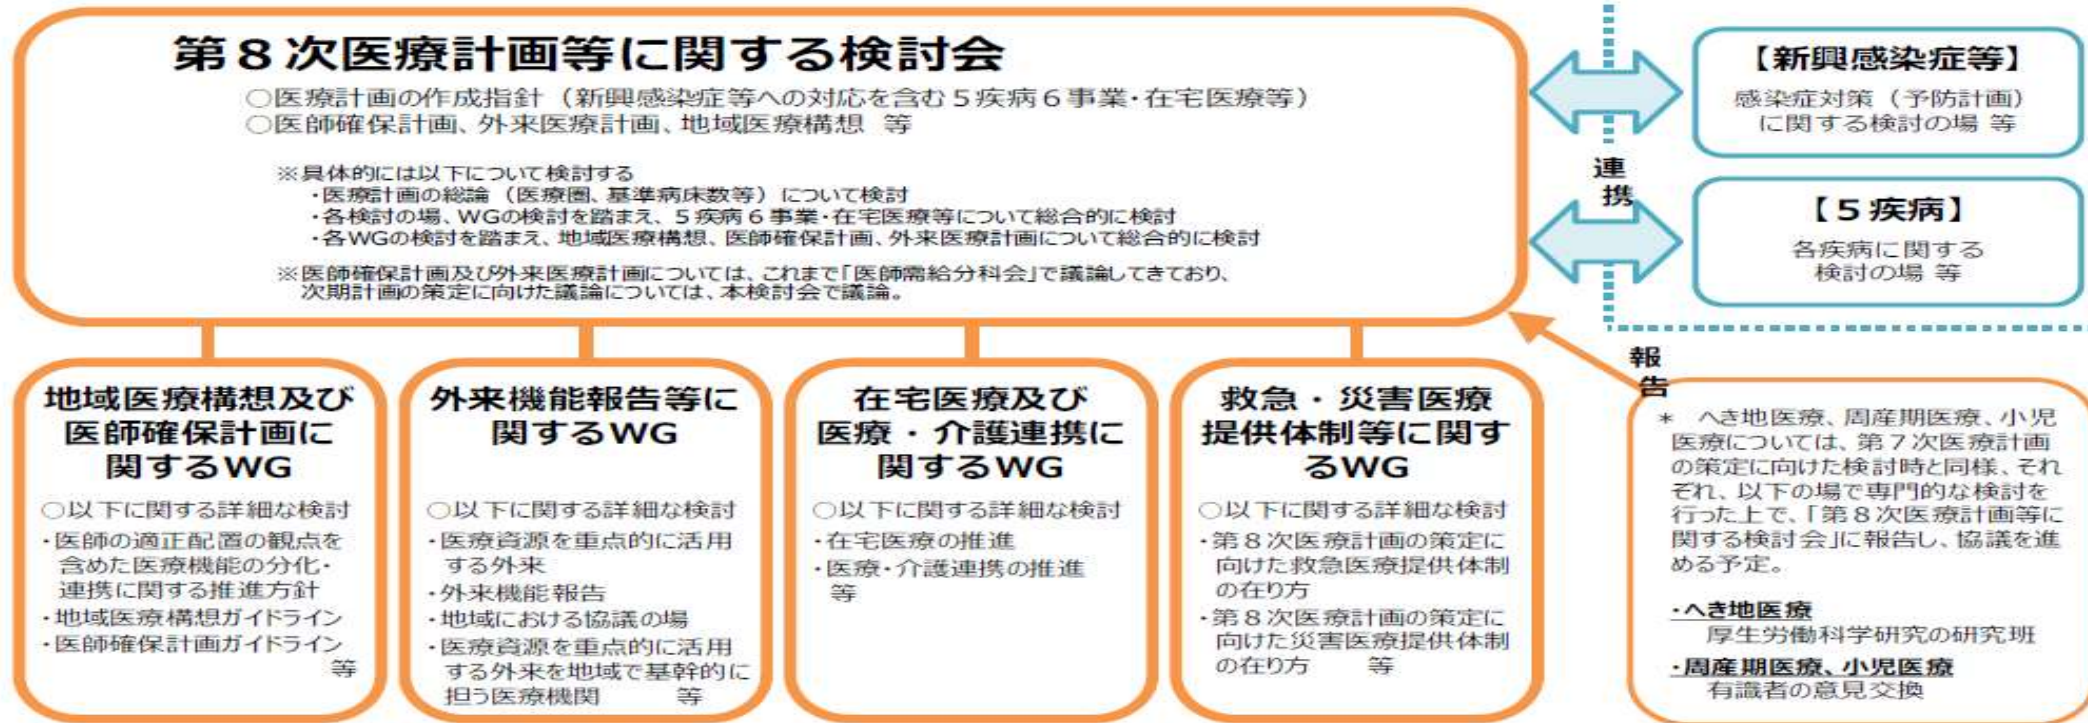 第８次医療計画等に関する検討会
○医療計画の作成指針（新興感染症等への対応を含む５疾病６事業・在宅医療等）
○医師確保計画、外来医療計画、地域医療構想 等
※具体的には以下について検討する
・医療計画の総論（医療圏、基準病床数等）について検討
・各検討の場、WGの検討を踏まえ、５疾病６事業・在宅医療等について総合的に検討
・各WGの検討を踏まえ、地域医療構想、医師確保計画、外来医療計画について総合的に検討
※医師確保計画及び外来医療計画については、これまで「医師需給分科会」で議論してきており、
次期計画の策定に向けた議論については、本検討会で議論。
連
携
【新興感染症等】
感染症対策（予防計画）
に関する検討の場 等
【５疾病】
各疾病に関する
検討の場 等
地域医療構想及び
医師確保計画に
関するWG
○以下に関する詳細な検討
・医師の適正配置の観点を
含めた医療機能の分化・
連携に関する推進方針
・地域医療構想ガイドライン
・医師確保計画ガイドライン
等
外来機能報告等に
関するWG
○以下に関する詳細な検討
・医療資源を重点的に活用
する外来
・外来機能報告
・地域における協議の場
・医療資源を重点的に活用
する外来を地域で基幹的に
担う医療機関 等
在宅医療及び
医療・介護連携に
関するWG
○以下に関する詳細な検討
・在宅医療の推進
・医療・介護連携の推進
等
救急・災害医療
提供体制等に関す
るWG
○以下に関する詳細な検討
・第８次医療計画の策定に
向けた救急医療提供体制
の在り方
・第８次医療計画の策定に
向けた災害医療提供体制
の在り方 等
報
告
* へき地医療、周産期医療、小児
医療については、第７次医療計画
の策定に向けた検討時と同様、それ
ぞれ、以下の場で専門的な検討を
行った上で、「第８次医療計画等に
関する検討会」に報告し、協議を進
める予定。
・へき地医療
厚生労働科学研究の研究班
・周産期医療、小児医療
有識者の意見交換